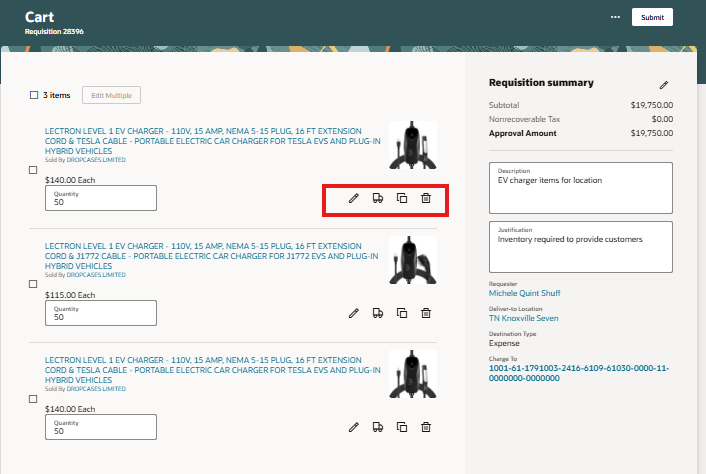 Cart
Requisition 28396
Submit
3 items
Edit Multiple
LECTRON LEVEL 1 EV CHARGER - 110V, 15 AMP, NEMA 5-15 PLUG, 16 FT EXTENSION
CORD & TESLA CABLE - PORTABLE ELECTRIC CAR CHARGER FOR TESLA EVS AND PLUG-IN
HYBRID VEHICLES
Sold By DROPCASES LIMITED
$140.00 Each
Quantity
50
LECTRON LEVEL 1 EV CHARGER - 110V, 15 AMP, NEMA 5-15 PLUG, 16 FT EXTENSION
CORD & J1772 CABLE - PORTABLE ELECTRIC CAR CHARGER FOR J1772 EVS AND PLUG-IN
HYBRID VEHICLES
Sold By DROPCASES LIMITED
$115.00 Each
Quantity
50
LECTRON LEVEL 1 EV CHARGER - 110V, 15 AMP, NEMA 5-15 PLUG, 16 FT EXTENSION
CORD & TESLA CABLE - PORTABLE ELECTRIC CAR CHARGER FOR TESLA EVS AND PLUG-IN
HYBRID VEHICLES
Sold By DROPCASES LIMITED
$140.00 Each
Quantity
50
Requisition summary
Subtotal $19,750.00
Nonrecoverable Tax $0.00
Approval Amount $19,750.00
Description
EV charger items for location
Justification
Inventory required to provide customers
Requester
Michele Quint Shuff
Deliver-to Location
TN Knoxville Seven
Destination Type
Expense
Charge To
1001-61-1791003-2416-6109-61030-0000-11-
0000000-0000000